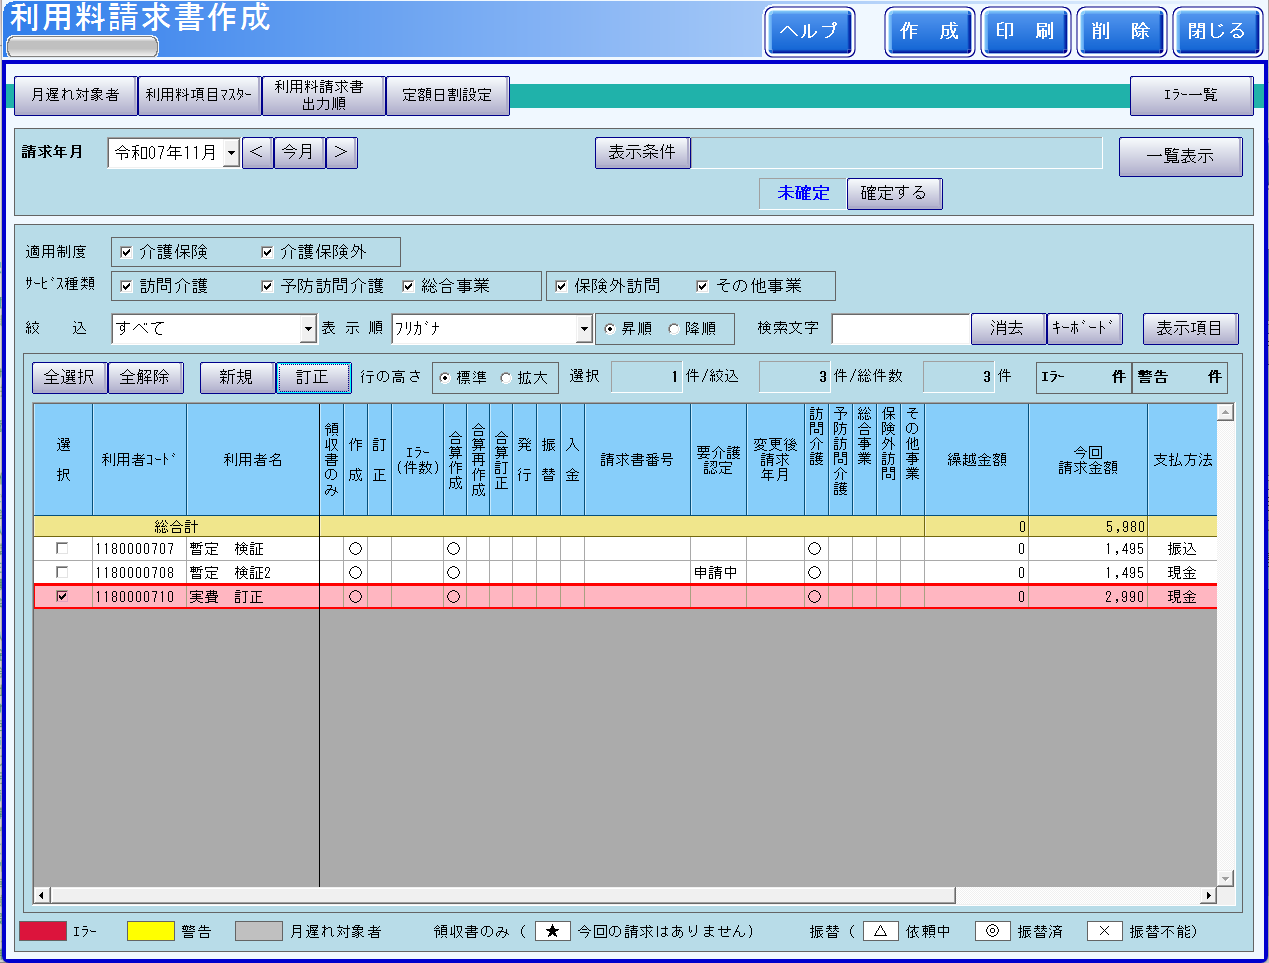 利用料請求書作成
ヘルプ 作　成 印　刷 削　除 閉じる
月遅れ対象者 利用料項目ﾏｽﾀｰ 利用料請求書 出力順 定額日割設定 ｴﾗｰ一覧
請求年月 令和07年11月 < 今月 > 表示条件 一覧表示
未確定 確定する
適用制度 介護保険 介護保険外
ｻｰﾋﾞｽ種類 訪問介護 予防訪問介護 総合事業 保険外訪問 その他事業
絞　込 すべて 表 示 順 ﾌﾘｶﾞﾅ 昇順 降順 検索文字 消去 ｷｰﾎﾞｰﾄﾞ 表示項目
全選択 全解除 新規 訂正 行の高さ 標準 拡大 選択 1 件/絞込 3 件/総件数 3 件 ｴﾗｰ 件 警告 件
選択 利用者ｺｰﾄﾞ 利用者名 領収書のみ 作成 訂正 ｴﾗｰ(件数) 合算作成 合算再作成 合算訂正 発行 振替 入金 請求書番号 要介護認定 変更後請求年月 訪問介護 予防訪問介護 総合事業 保険外訪問 その他事業 繰越金額 今回請求金額 支払方法
総合計 0 5,980
1180000707 暫定　検証 ○ ○ ○ 0 1,495 振込
1180000708 暫定　検証2 ○ ○ 申請中 ○ 0 1,495 現金
1180000710 実費　訂正 ○ ○ ○ 0 2,990 現金
ｴﾗｰ 警告 月遅れ対象者 領収書のみ ( ★ 今回の請求はありません) 振替 ( △ 依頼中 ◎ 振替済 × 振替不能)